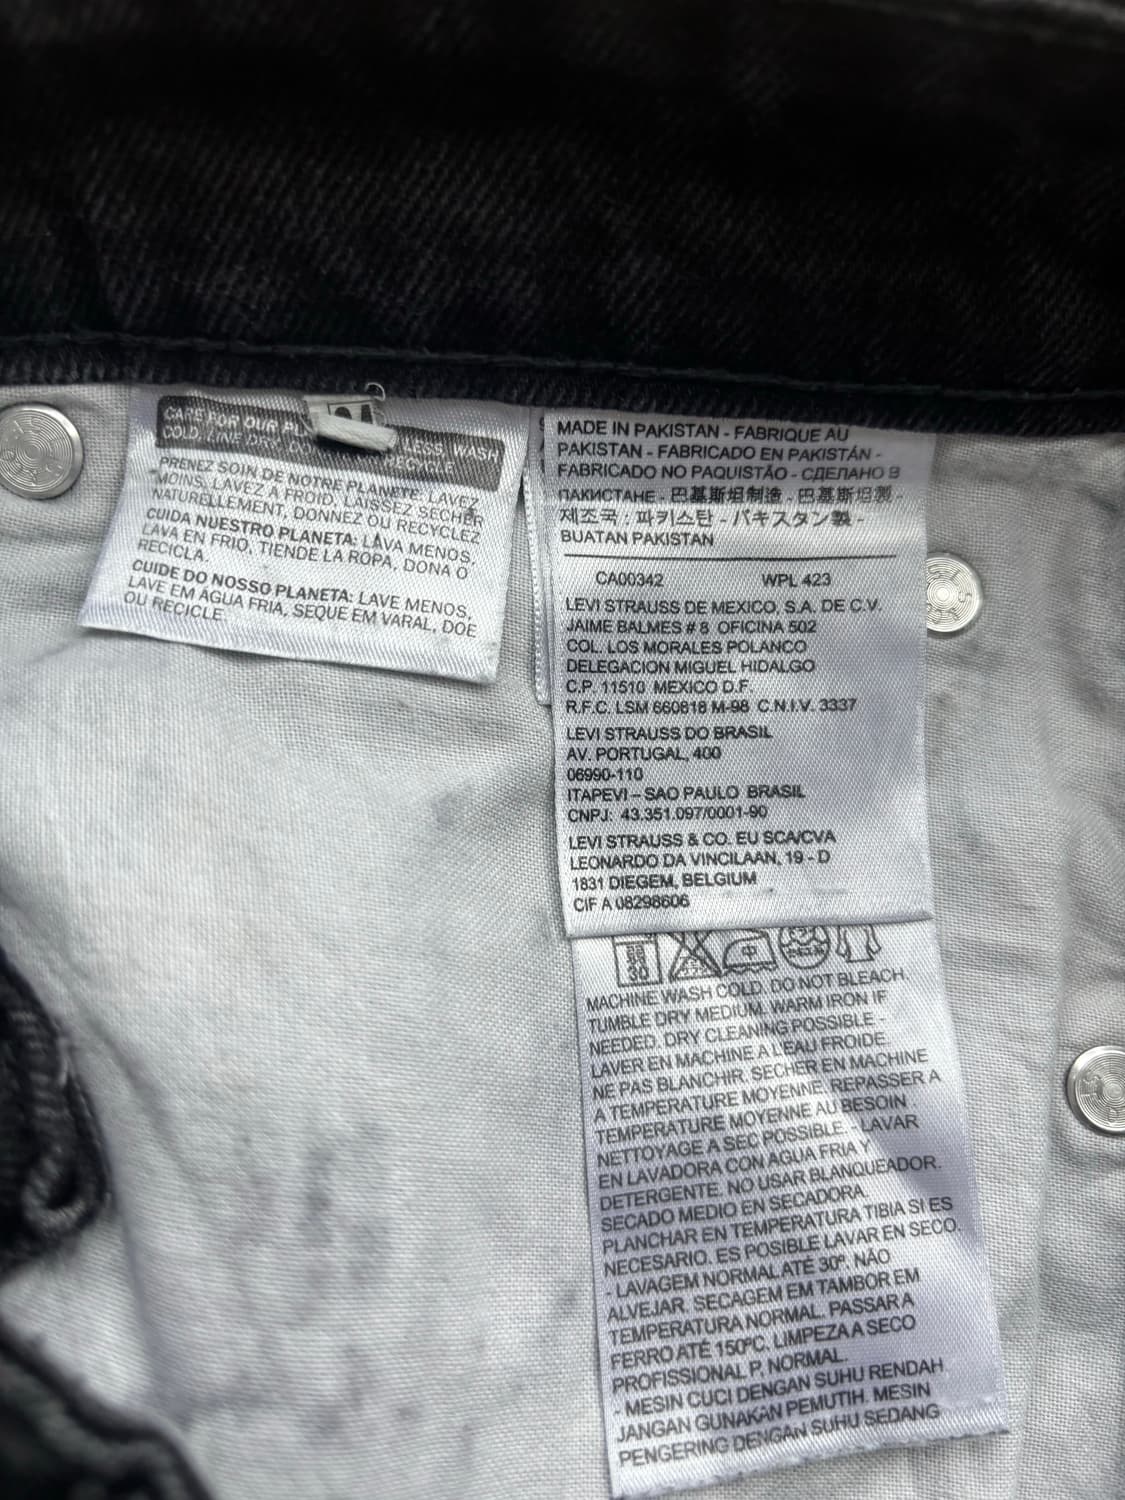 CARE FOR OUR
LESS, WASH
COLD, LINE DRY, DO
RECYCLE
PRENEZ SOIN DE NOTRE PLANETE: LAVEZ
MOINS, LAVEZ A FROID, LAISSEZ SECHER
NATURELLEMENT, DONNEZ OU RECYCLEZ
CUIDA NUESTRO PLANETA: LAVA MENOS,
LAVA EN FRIO, TIENDE LA ROPA, DONA O
RECICLA.
CUIDE DO NOSSO PLANETA: LAVE MENOS,
LAVE EM ÁGUA FRIA, SEQUE EM VARAL, DOE
OU RECICLE.
MADE IN PAKISTAN - FABRIQUE AU
PAKISTAN - FABRICADO EN PAKISTÁN -
FABRICADO NO PAQUISTÃO - СДЕЛАНО В
ПАКИСТАНЕ - 巴基斯坦制造 - 巴基斯坦製 -
제조국 : 파키스탄 - パキスタン製 -
BUATAN PAKISTAN
CA00342 WPL 423
LEVI STRAUSS DE MEXICO, S.A. DE C.V.
JAIME BALMES # 8 OFICINA 502
COL. LOS MORALES POLANCO
DELEGACION MIGUEL HIDALGO
C.P. 11510 MEXICO D.F.
R.F.C. LSM 660818 M-98 C.N.I.V. 3337
LEVI STRAUSS DO BRASIL
AV. PORTUGAL, 400
06990-110
ITAPEVI – SAO PAULO BRASIL
CNPJ: 43.351.097/0001-90
LEVI STRAUSS & CO. EU SCA/CVA
LEONARDO DA VINCILAAN, 19 - D
1831 DIEGEM, BELGIUM
CIF A 08298606
30 中
MACHINE WASH COLD. DO NOT BLEACH.
TUMBLE DRY MEDIUM. WARM IRON IF
NEEDED. DRY CLEANING POSSIBLE -
LAVER EN MACHINE A L'EAU FROIDE.
NE PAS BLANCHIR. SECHER EN MACHINE
A TEMPERATURE MOYENNE. REPASSER A
TEMPERATURE MOYENNE AU BESOIN
NETTOYAGE A SEC POSSIBLE. - LAVAR
EN LAVADORA CON AGUA FRIA Y
DETERGENTE. NO USAR BLANQUEADOR.
SECADO MEDIO EN SECADORA.
PLANCHAR EN TEMPERATURA TIBIA SI ES
NECESARIO. ES POSIBLE LAVAR EN SECO.
- LAVAGEM NORMAL ATÉ 30º. NÃO
ALVEJAR. SECAGEM EM TAMBOR EM
TEMPERATURA NORMAL. PASSAR A
FERRO ATÉ 150ºC. LIMPEZA A SECO
PROFISSIONAL P, NORMAL.
- MESIN CUCI DENGAN SUHU RENDAH
JANGAN GUNAKAN PEMUTIH. MESIN
PENGERING DENGAN SUHU SEDANG